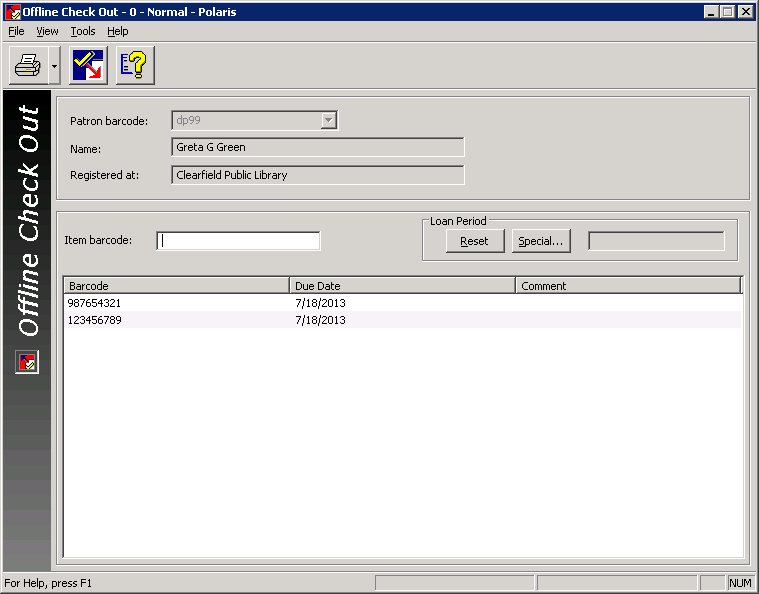 Offline Check Out - 0 - Normal - Polaris
File View Tools Help
Offline Check Out
Patron barcode: dp99
Name: Greta G Green
Registered at: Clearfield Public Library
Loan Period
Item barcode: Reset Special...
Barcode Due Date Comment
987654321 7/18/2013
123456789 7/18/2013
For Help, press F1 NUM